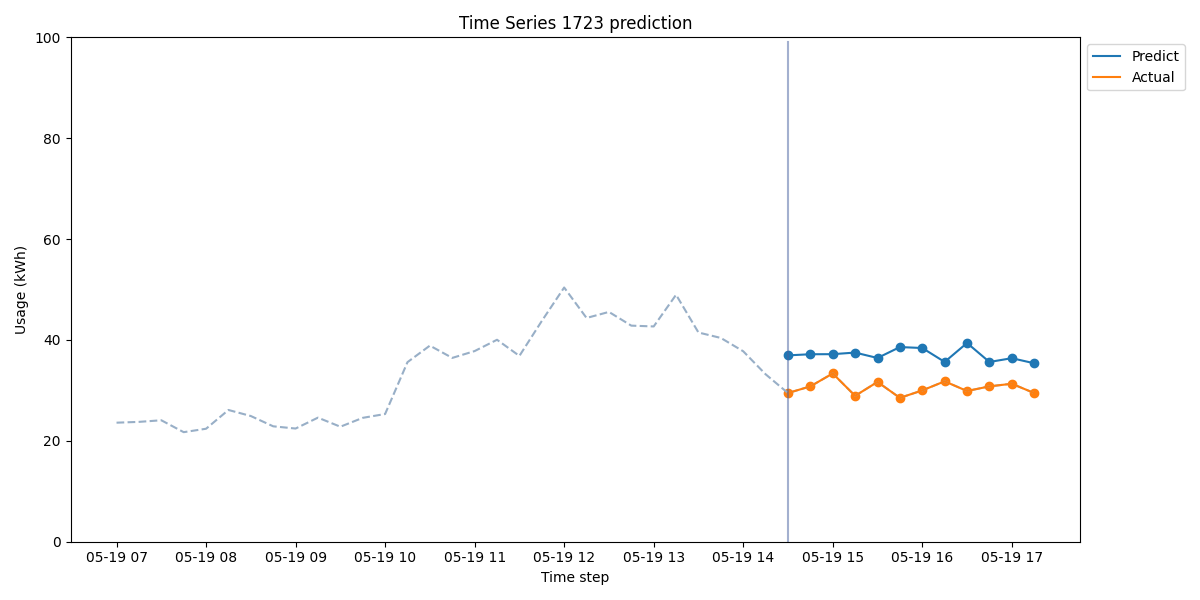 Time Series 1723 prediction
Predict
Actual
Usage (kWh)
100
80
60
40
20
0
05-19 07 05-19 08 05-19 09 05-19 10 05-19 11 05-19 12 05-19 13 05-19 14 05-19 15 05-19 16 05-19 17
Time step